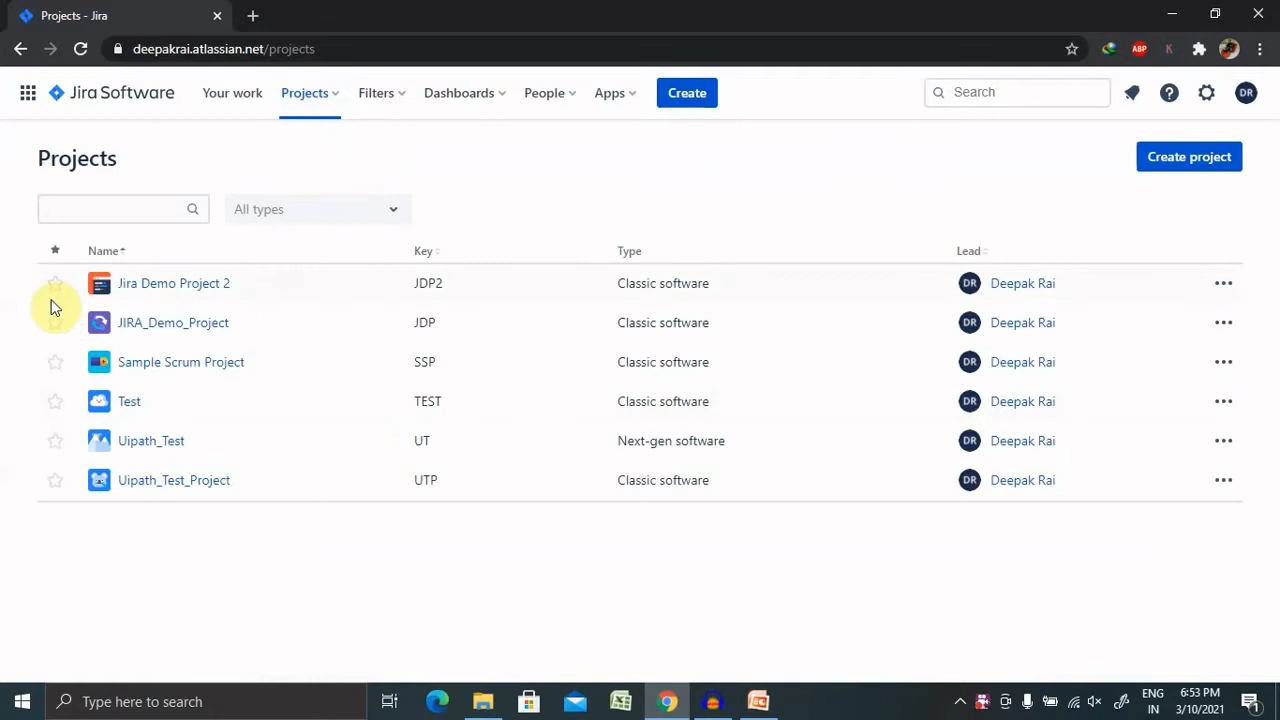 Projects - Jira
deepakrai.atlassian.net/projects
ABP
K
Jira Software
Your work
Projects
Filters
Dashboards
People
Apps
Create
Search
DR
Projects
Create project
All types
Name
Key
Type
Lead
Jira Demo Project 2
JDP2
Classic software
DR
Deepak Rai
JIRA_Demo_Project
JDP
Classic software
DR
Deepak Rai
Sample Scrum Project
SSP
Classic software
DR
Deepak Rai
Test
TEST
Classic software
DR
Deepak Rai
Uipath_Test
UT
Next-gen software
DR
Deepak Rai
Uipath_Test_Project
UTP
Classic software
DR
Deepak Rai
Type here to search
ENG
IN
6:53 PM
3/10/2021
1